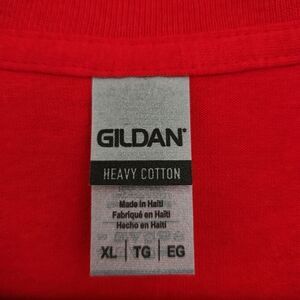 GILDAN®
HEAVY COTTON
Made in Haiti
Fabriqué en Haïti
Hecho en Haití
XL | TG | EG